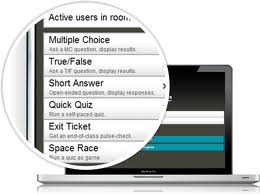 Active users in room
Multiple Choice
Ask a MC question, display results
True/False
Ask a T/F question, display results
Short Answer
Open-ended question, display responses.
Quick Quiz
Run a self-paced quiz.
Exit Ticket
Get an end-of-class pulse-check.
Space Race
Run a quiz as game.